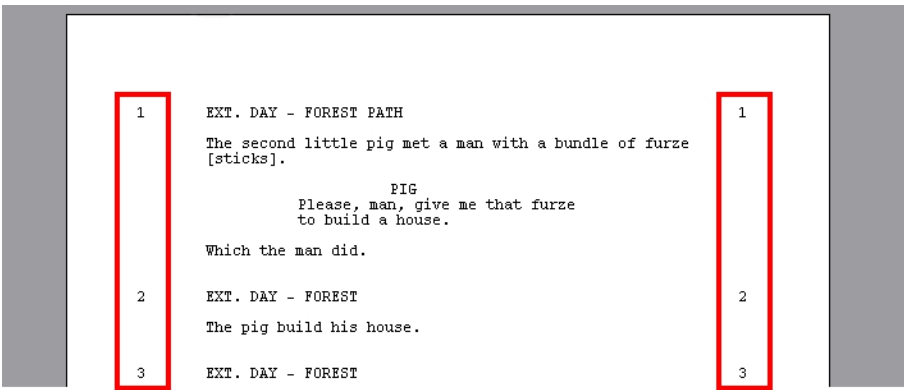 1 EXT. DAY - FOREST PATH 1
The second little pig met a man with a bundle of furze
[sticks].
PIG
Please, man, give me that furze
to build a house.
Which the man did.
2 EXT. DAY - FOREST 2
The pig build his house.
3 EXT. DAY - FOREST 3